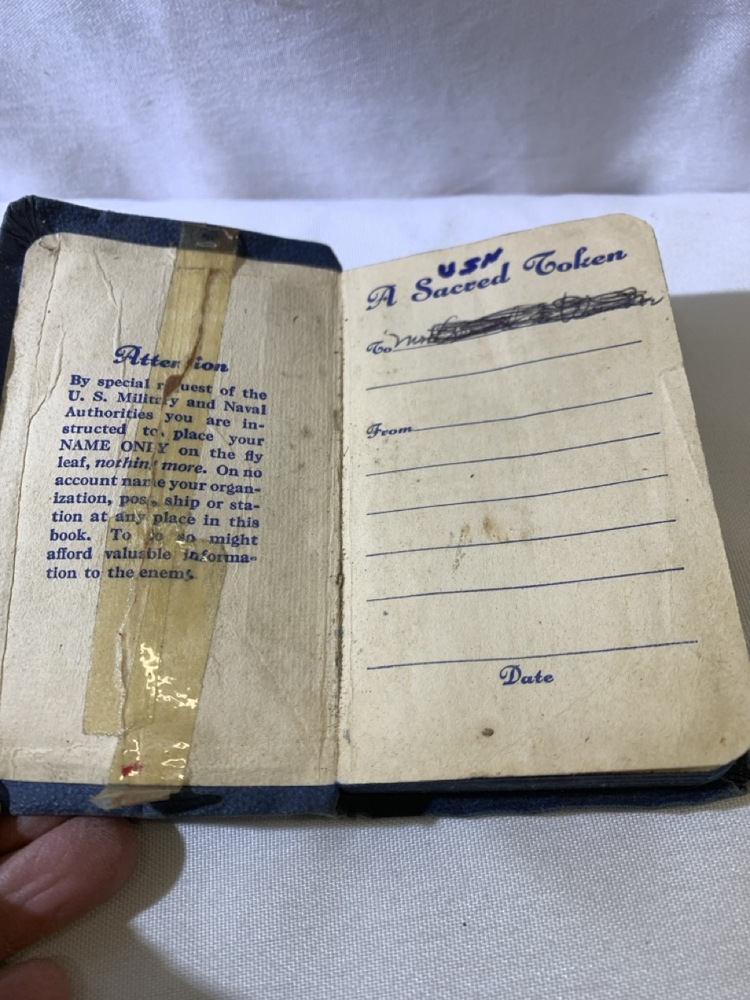 Attention
By special request of the
U. S. Military and Naval
Authorities you are in-
structed to place your
NAME ONLY on the fly
leaf, nothing more. On no
account name your organ-
ization, post, ship or sta-
tion at any place in this
book. To do so might
afford valuable informa-
tion to the enemy.
USN
A Sacred Token
To
From
Date